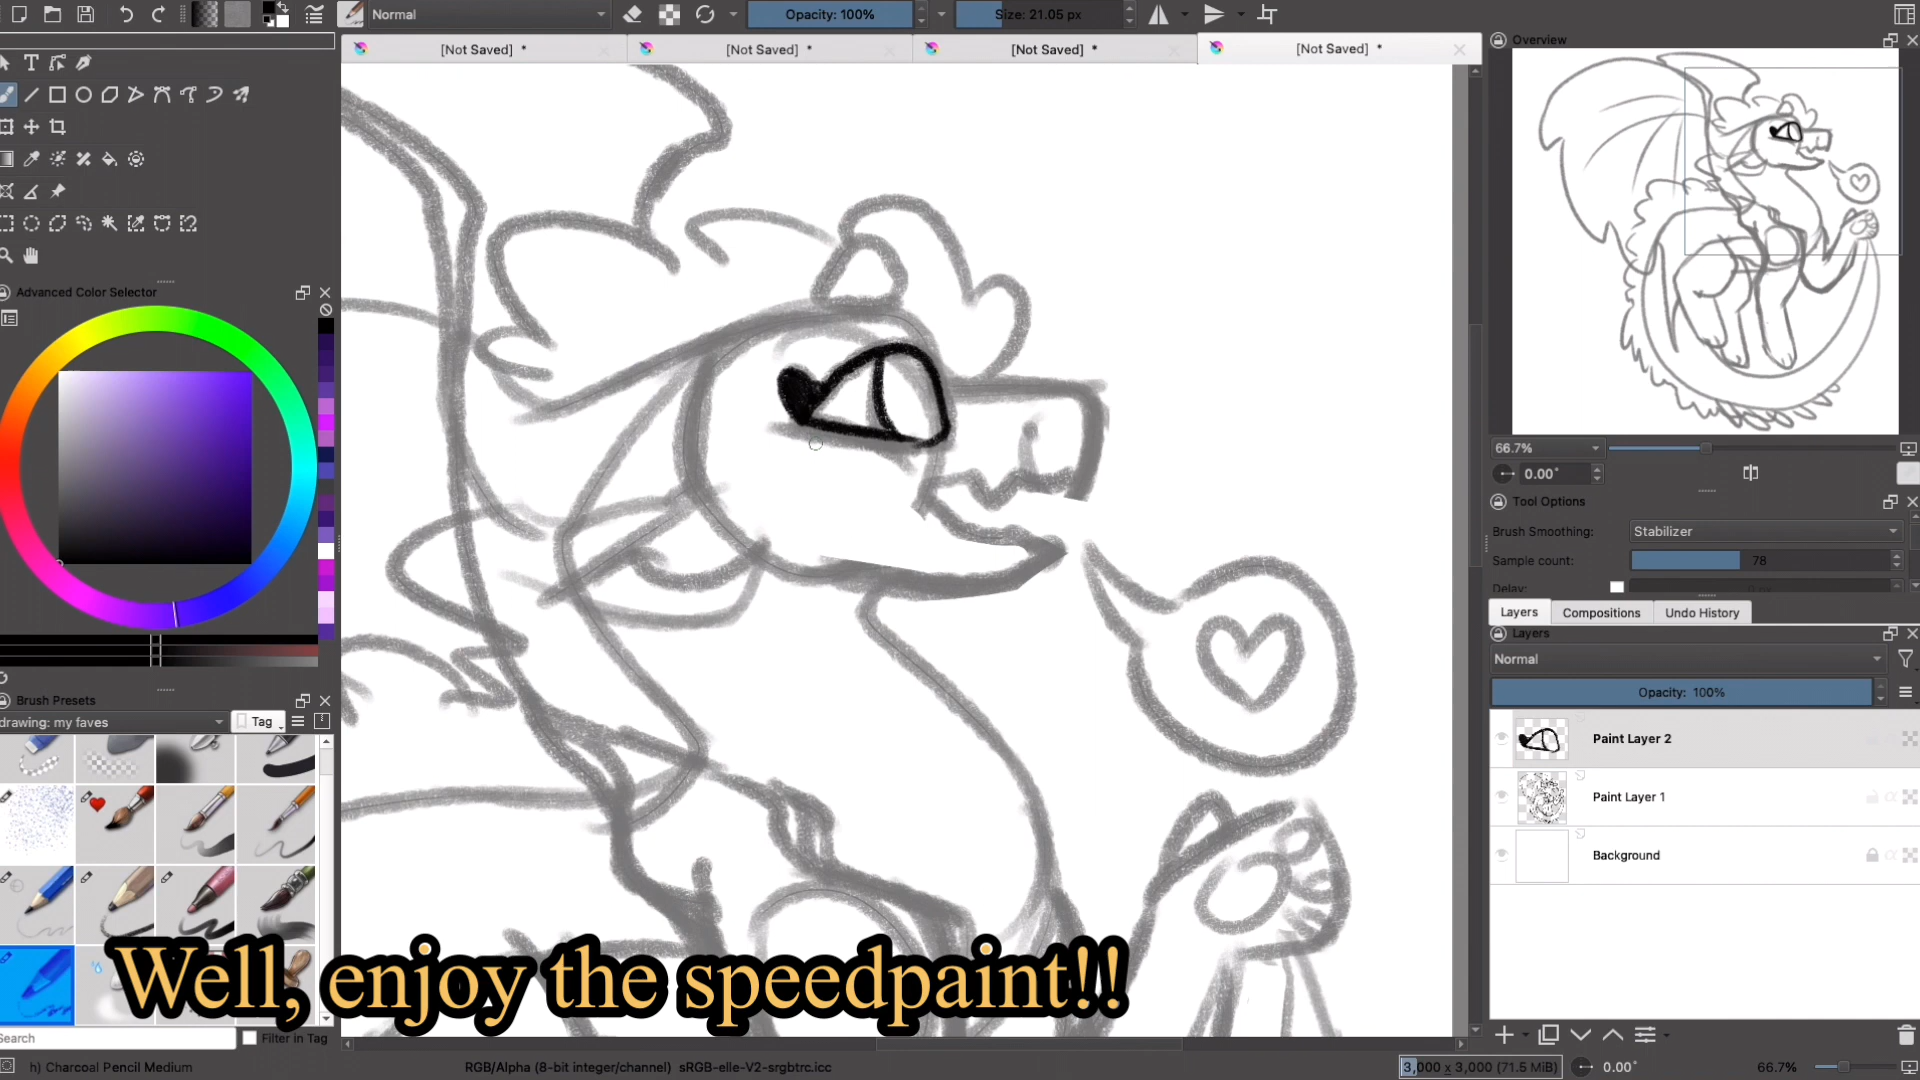 Normal
Opacity: 100%
Size: 21.05 px
[Not Saved] *
[Not Saved] *
[Not Saved] *
[Not Saved] *
Overview
Advanced Color Selector
66.7%
0.00°
Tool Options
Brush Smoothing:
Stabilizer
Sample count:
78
Delay:
Layers
Compositions
Undo History
Layers
Normal
Opacity: 100%
Paint Layer 2
Paint Layer 1
Background
Brush Presets
drawing: my faves
Tag
Well, enjoy the speedpaint!!
Search
Filter in Tag
h) Charcoal Pencil Medium
RGB/Alpha (8-bit integer/channel) sRGB-elle-V2-srgbtrc.icc
3,000 x 3,000 (71.5 MiB)
0.00°
66.7%